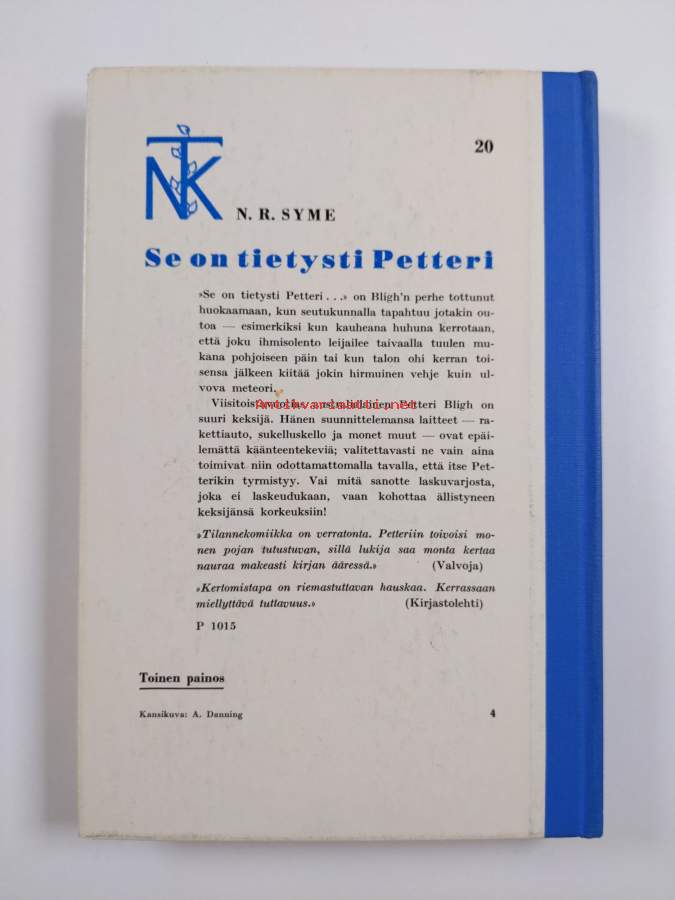 NTK
20
N. R. SYME
Se on tietysti Petteri
»Se on tietysti Petteri . . .» on Bligh'n perhe tottunut
huokaamaan, kun seutukunnalla tapahtuu jotakin ou-
toa — esimerkiksi kun kauheana huhuna kerrotaan,
että joku ihmisolento leijailee taivaalla tuulen mu-
kana pohjoiseen päin tai kun talon ohi kerran toi-
sensa jälkeen kiitää jokin hirmuinen vehje kuin ul-
vova meteori.
Antikvariaatti.net
Petteri Bligh on
suuri keksijä. Hänen suunnittelemansa laitteet — ra-
kettiauto, sukelluskello ja monet muut — ovat epäi-
lemättä käänteentekeviä; valitettavasti ne vain aina
toimivat niin odottamattomalla tavalla, että itse Pet-
terikin tyrmistyy. Vai mitä sanotte laskuvarjosta,
joka ei laskeudukaan, vaan kohottaa ällistyneen
keksijänsä korkeuksiin!
»Tilannekomiikka on verratonta. Petteriin toivoisi mo-
nen pojan tutustuvan, sillä lukija saa monta kertaa
nauraa makeasti kirjan ääressä.» (Valvoja)
»Kertomistapa on riemastuttavan hauskaa. Kerrassaan
miellyttävä tuttavuus.» (Kirjastolehti)
P 1015
Toinen painos
Kansikuva: A. Danning
4